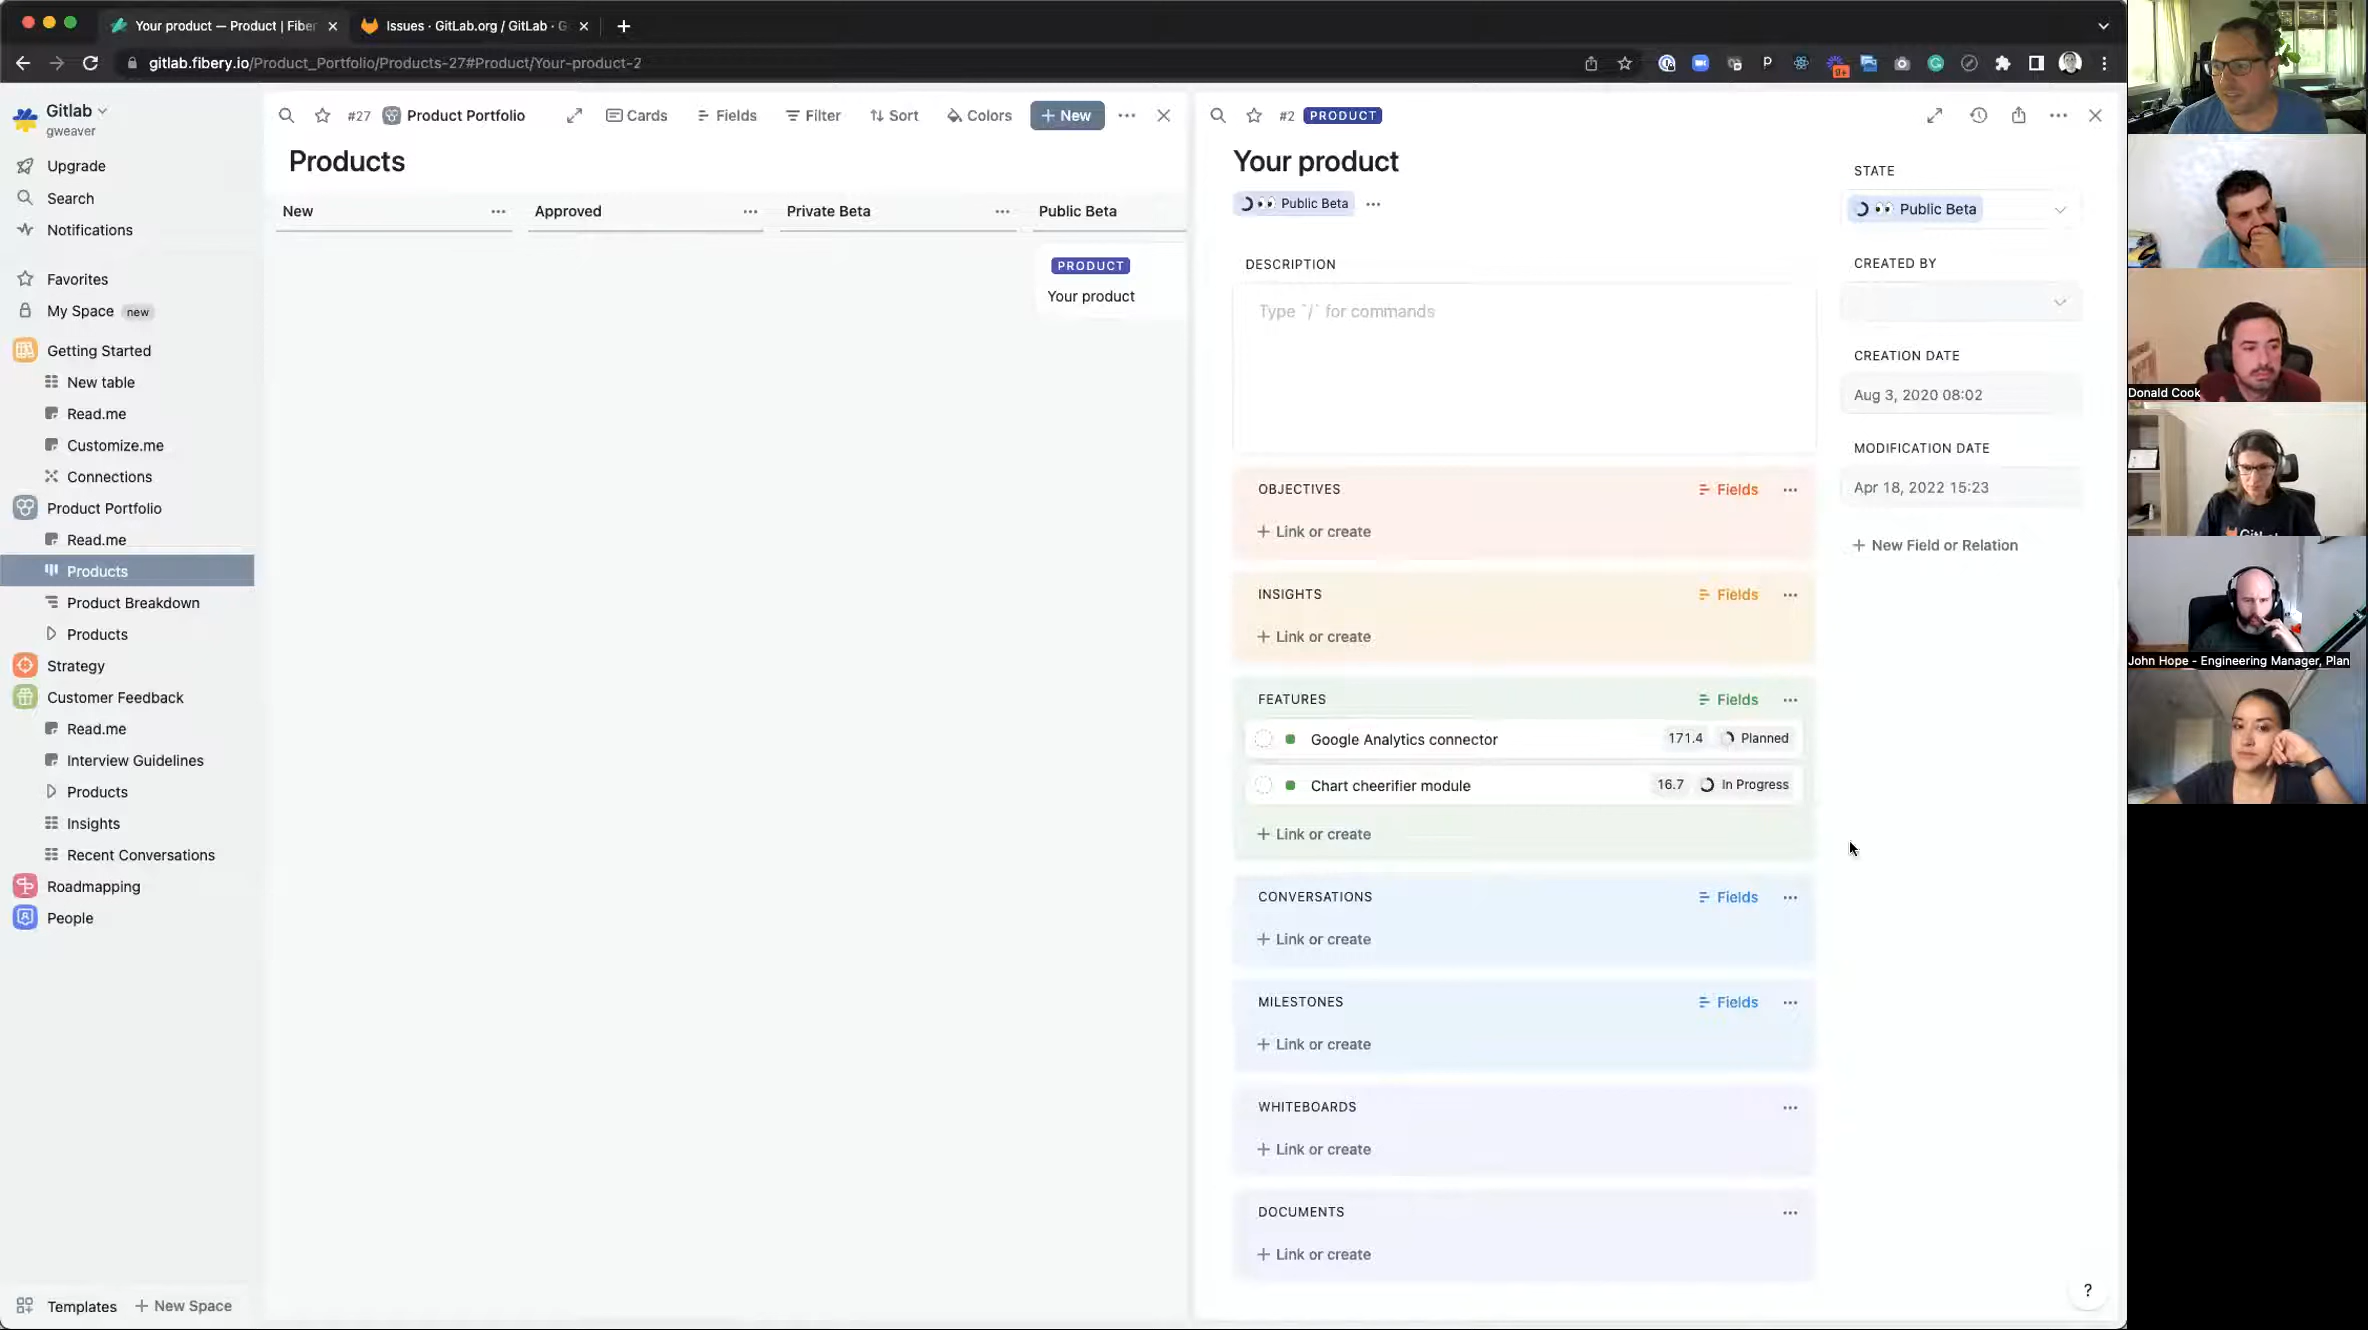 Your product — Product | Fiber
Issues · GitLab.org / GitLab · G
gitlab.fibery.io/Product_Portfolio/Products-27#Product/Your-product-2
Gitlab
gweaver
Upgrade
Search
Notifications
Favorites
My Space new
Getting Started
New table
Read.me
Customize.me
Connections
Product Portfolio
Read.me
Products
Product Breakdown
Products
Strategy
Customer Feedback
Read.me
Interview Guidelines
Products
Insights
Recent Conversations
Roadmapping
People
Templates
+ New Space
#27 Product Portfolio
Cards
Fields
Filter
Sort
Colors
+ New
Products
New
Approved
Private Beta
Public Beta
PRODUCT
Your product
#2 PRODUCT
Your product
Public Beta
DESCRIPTION
Type `/` for commands
OBJECTIVES
Fields
+ Link or create
INSIGHTS
Fields
+ Link or create
FEATURES
Fields
Google Analytics connector 171.4 Planned
Chart cheerifier module 16.7 In Progress
+ Link or create
CONVERSATIONS
Fields
+ Link or create
MILESTONES
Fields
+ Link or create
WHITEBOARDS
+ Link or create
DOCUMENTS
+ Link or create
STATE
Public Beta
CREATED BY
CREATION DATE
Aug 3, 2020 08:02
MODIFICATION DATE
Apr 18, 2022 15:23
+ New Field or Relation
?
Donald Cook
John Hope - Engineering Manager, Plan